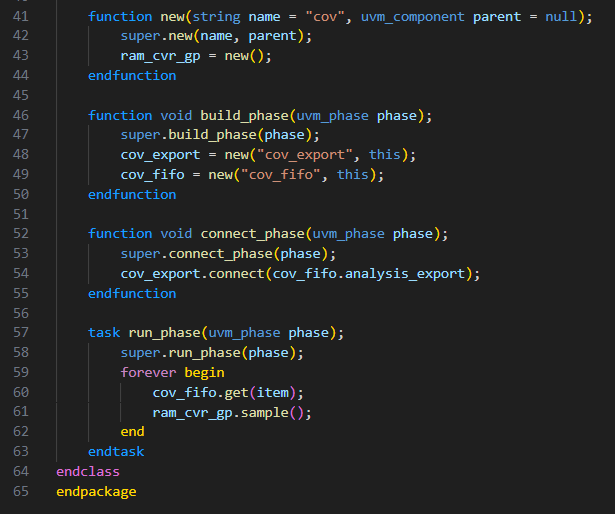 41 function new(string name = "cov", uvm_component parent = null);
42 super.new(name, parent);
43 ram_cvr_gp = new();
44 endfunction
45
46 function void build_phase(uvm_phase phase);
47 super.build_phase(phase);
48 cov_export = new("cov_export", this);
49 cov_fifo = new("cov_fifo", this);
50 endfunction
51
52 function void connect_phase(uvm_phase phase);
53 super.connect_phase(phase);
54 cov_export.connect(cov_fifo.analysis_export);
55 endfunction
56
57 task run_phase(uvm_phase phase);
58 super.run_phase(phase);
59 forever begin
60 cov_fifo.get(item);
61 ram_cvr_gp.sample();
62 end
63 endtask
64 endclass
65 endpackage